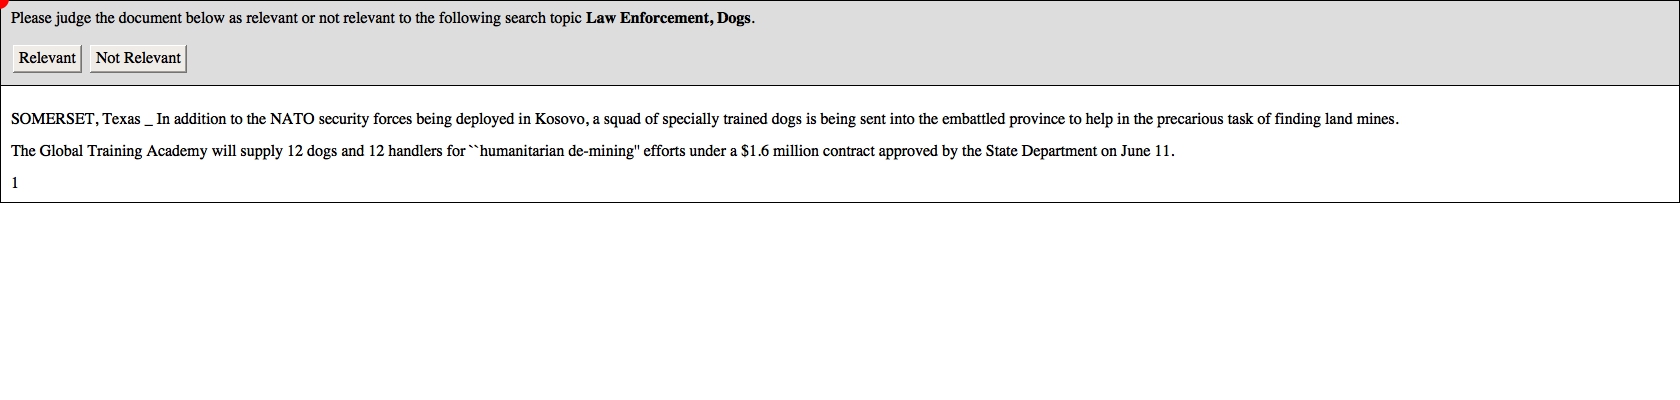 Please judge the document below as relevant or not relevant to the following search topic Law Enforcement, Dogs.
Relevant Not Relevant
SOMERSET, Texas _ In addition to the NATO security forces being deployed in Kosovo, a squad of specially trained dogs is being sent into the embattled province to help in the precarious task of finding land mines.
The Global Training Academy will supply 12 dogs and 12 handlers for ``humanitarian de-mining" efforts under a $1.6 million contract approved by the State Department on June 11.
1